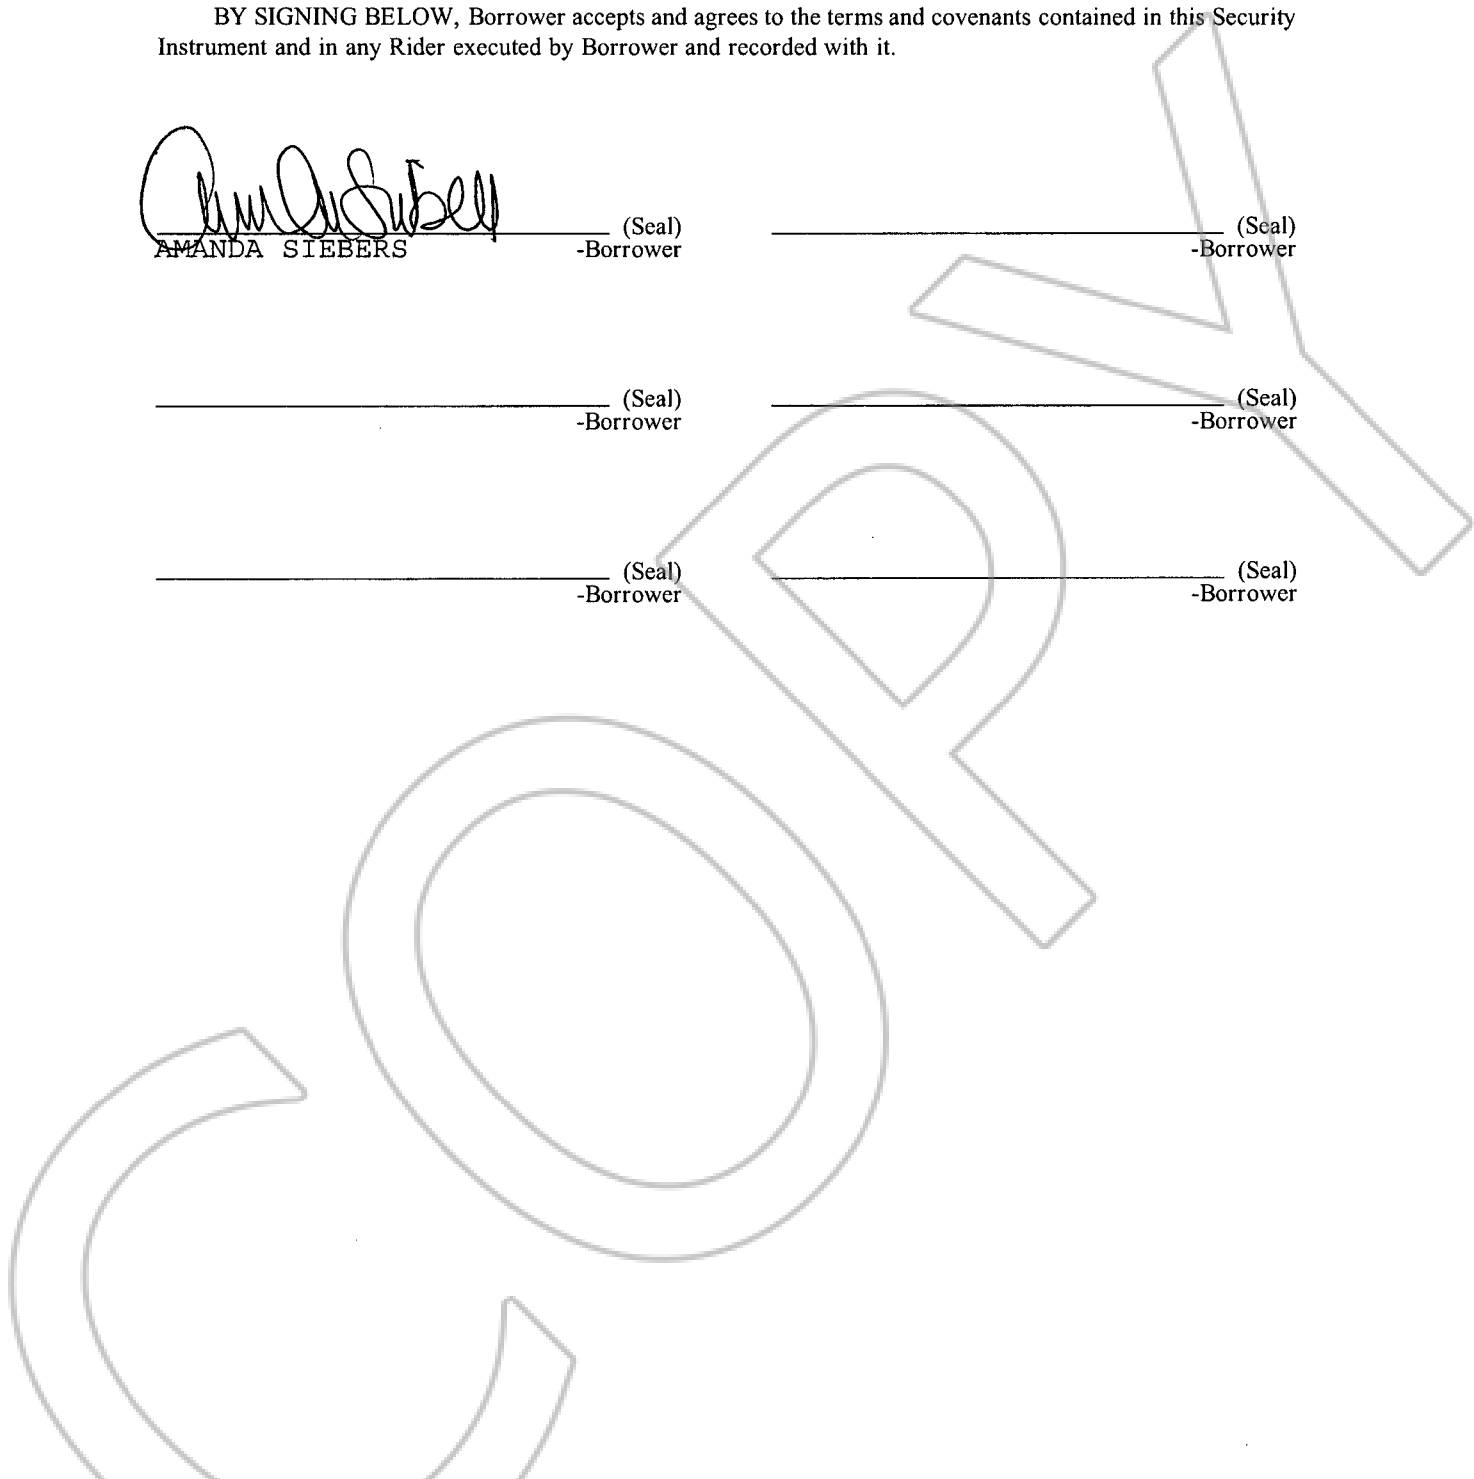 BY SIGNING BELOW, Borrower accepts and agrees to the terms and covenants contained in this Security
Instrument and in any Rider executed by Borrower and recorded with it.
(Seal)
AMANDA SIEBERS -Borrower
(Seal)
-Borrower
(Seal)
-Borrower
(Seal)
-Borrower
(Seal)
-Borrower
(Seal)
-Borrower
COPY